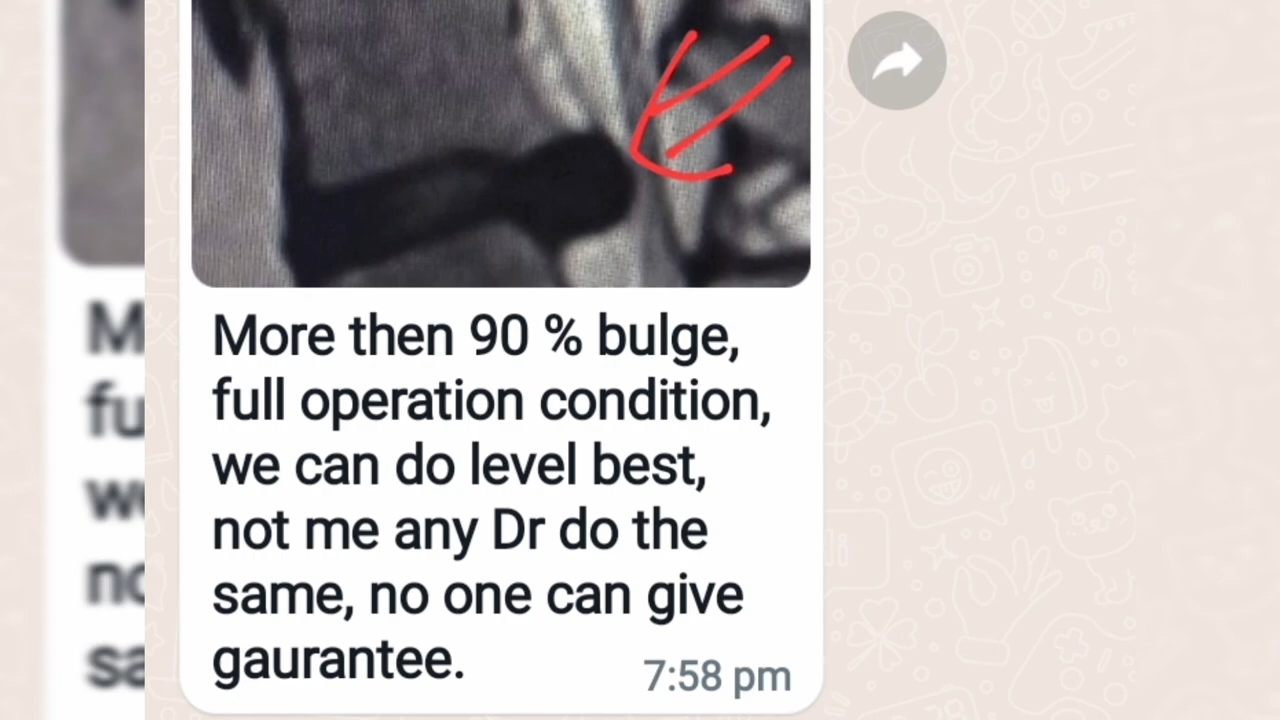 More then 90 % bulge,
full operation condition,
we can do level best,
not me any Dr do the
same, no one can give
gaurantee.
7:58 pm